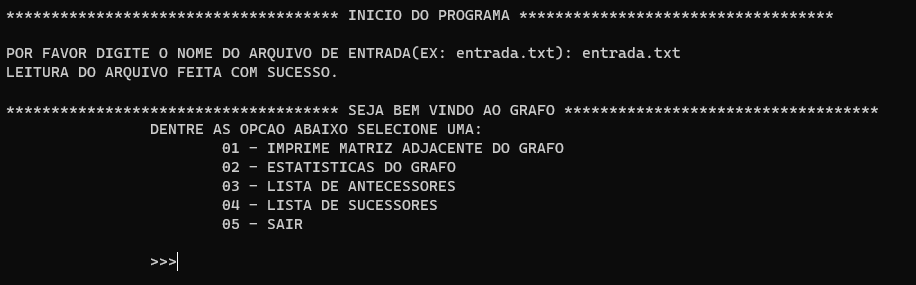 ************************************* INICIO DO PROGRAMA ***********************************
POR FAVOR DIGITE O NOME DO ARQUIVO DE ENTRADA(EX: entrada.txt): entrada.txt
LEITURA DO ARQUIVO FEITA COM SUCESSO.
************************************* SEJA BEM VINDO AO GRAFO ***********************************
DENTRE AS OPCAO ABAIXO SELECIONE UMA:
01 - IMPRIME MATRIZ ADJACENTE DO GRAFO
02 - ESTATISTICAS DO GRAFO
03 - LISTA DE ANTECESSORES
04 - LISTA DE SUCESSORES
05 - SAIR
>>>